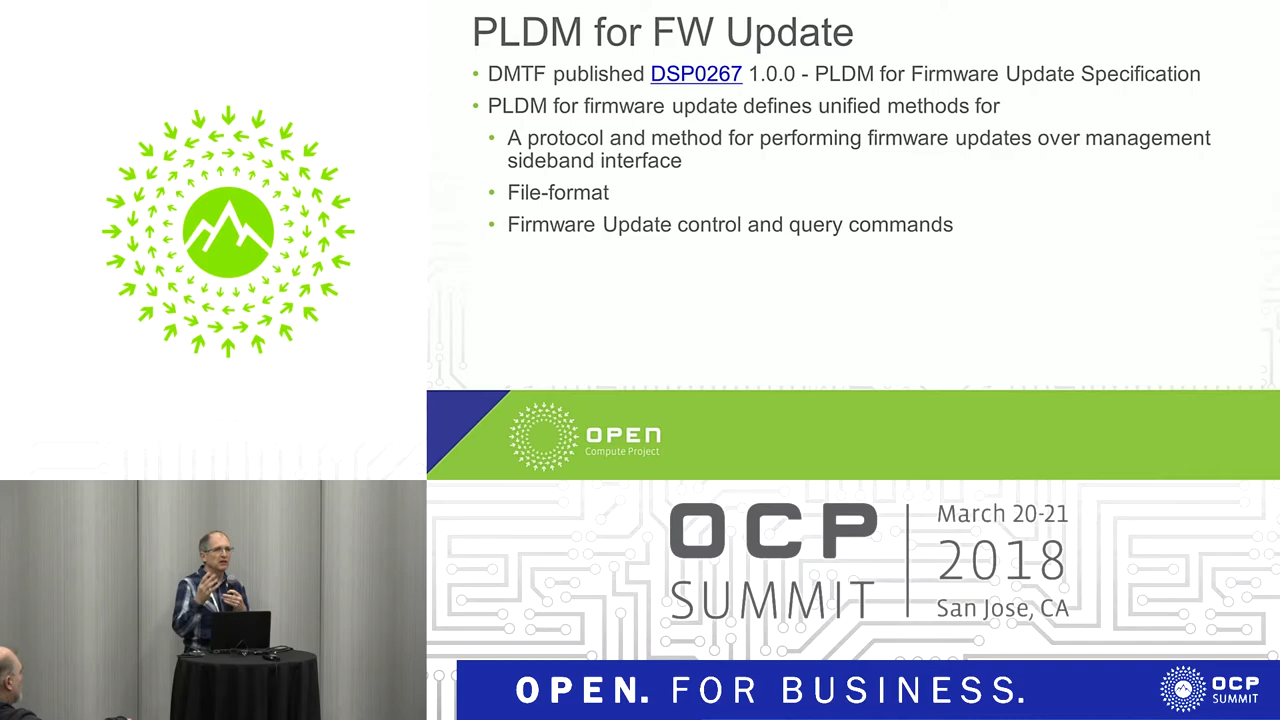 PLDM for FW Update
• DMTF published DSP0267 1.0.0 - PLDM for Firmware Update Specification
• PLDM for firmware update defines unified methods for
• A protocol and method for performing firmware updates over management
sideband interface
• File-format
• Firmware Update control and query commands
OPEN
Compute Project
OCP
SUMMIT
March 20-21
2018
San Jose, CA
OPEN. FOR BUSINESS.
OCP
SUMMIT